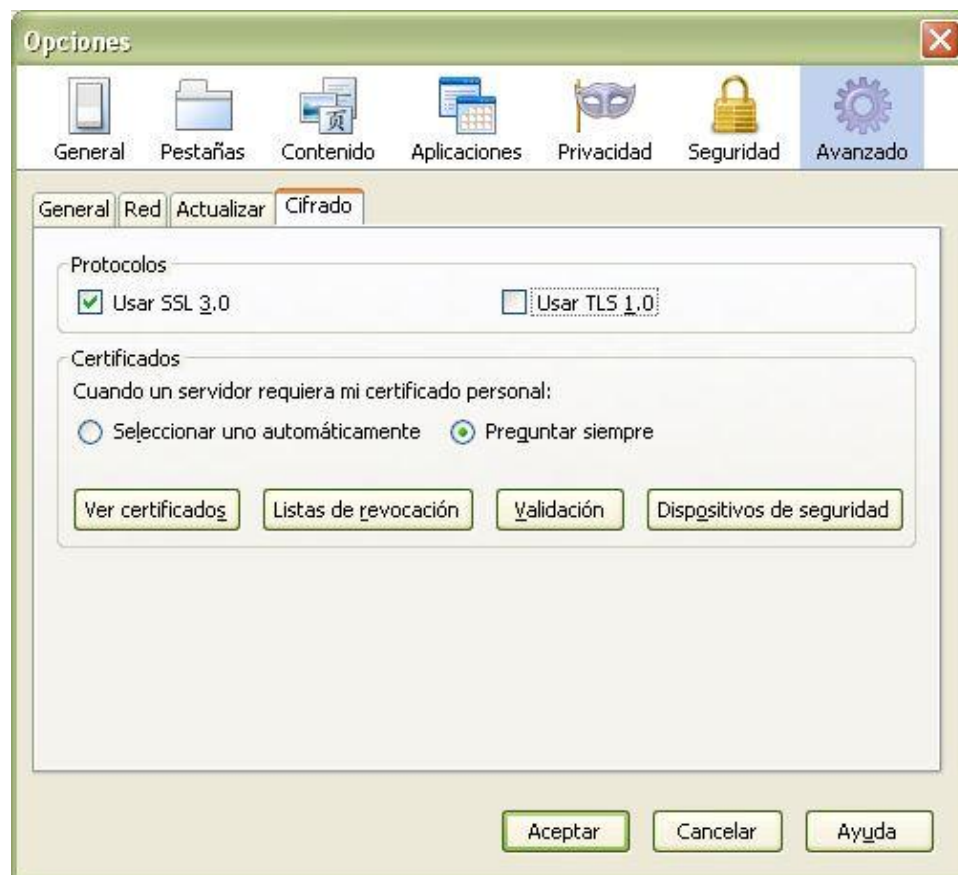 Opciones
页
General Pestañas Contenido Aplicaciones Privacidad Seguridad Avanzado
General Red Actualizar Cifrado
Protocolos
Usar SSL 3.0 Usar TLS 1.0
Certificados
Cuando un servidor requiera mi certificado personal:
Seleccionar uno automáticamente Preguntar siempre
Ver certificados Listas de revocación Validación Dispositivos de seguridad
Aceptar Cancelar Ayuda